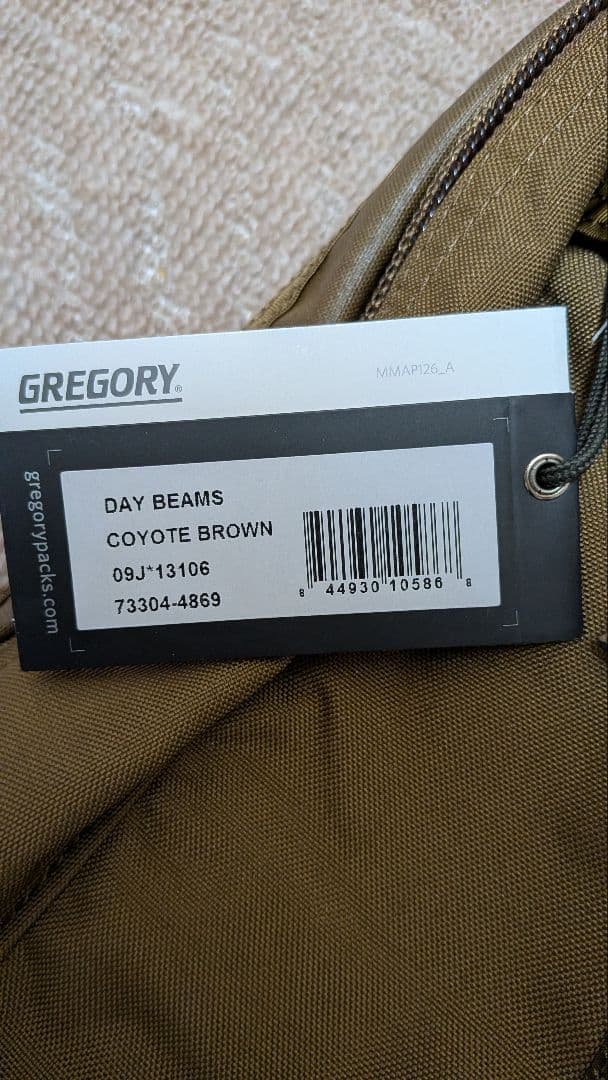 GREGORY®
MMAP126_A
gregorypacks.com
DAY BEAMS
COYOTE BROWN
09J*13106
73304-4869
8 44930 10586 8